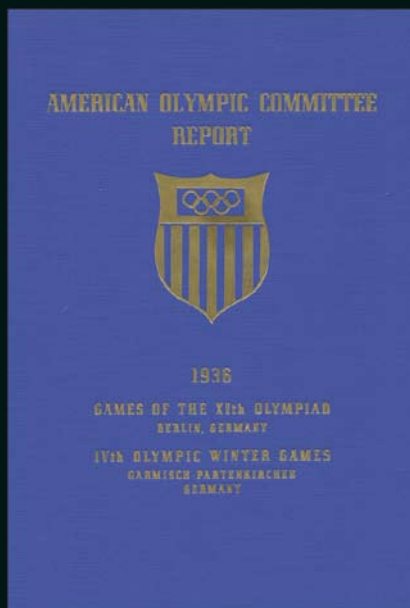 AMERICAN OLYMPIC COMMITTEE
REPORT
1936
GAMES OF THE XIth OLYMPIAD
BERLIN, GERMANY
IVth OLYMPIC WINTER GAMES
GARMISCH-PARTENKIRCHEN
GERMANY